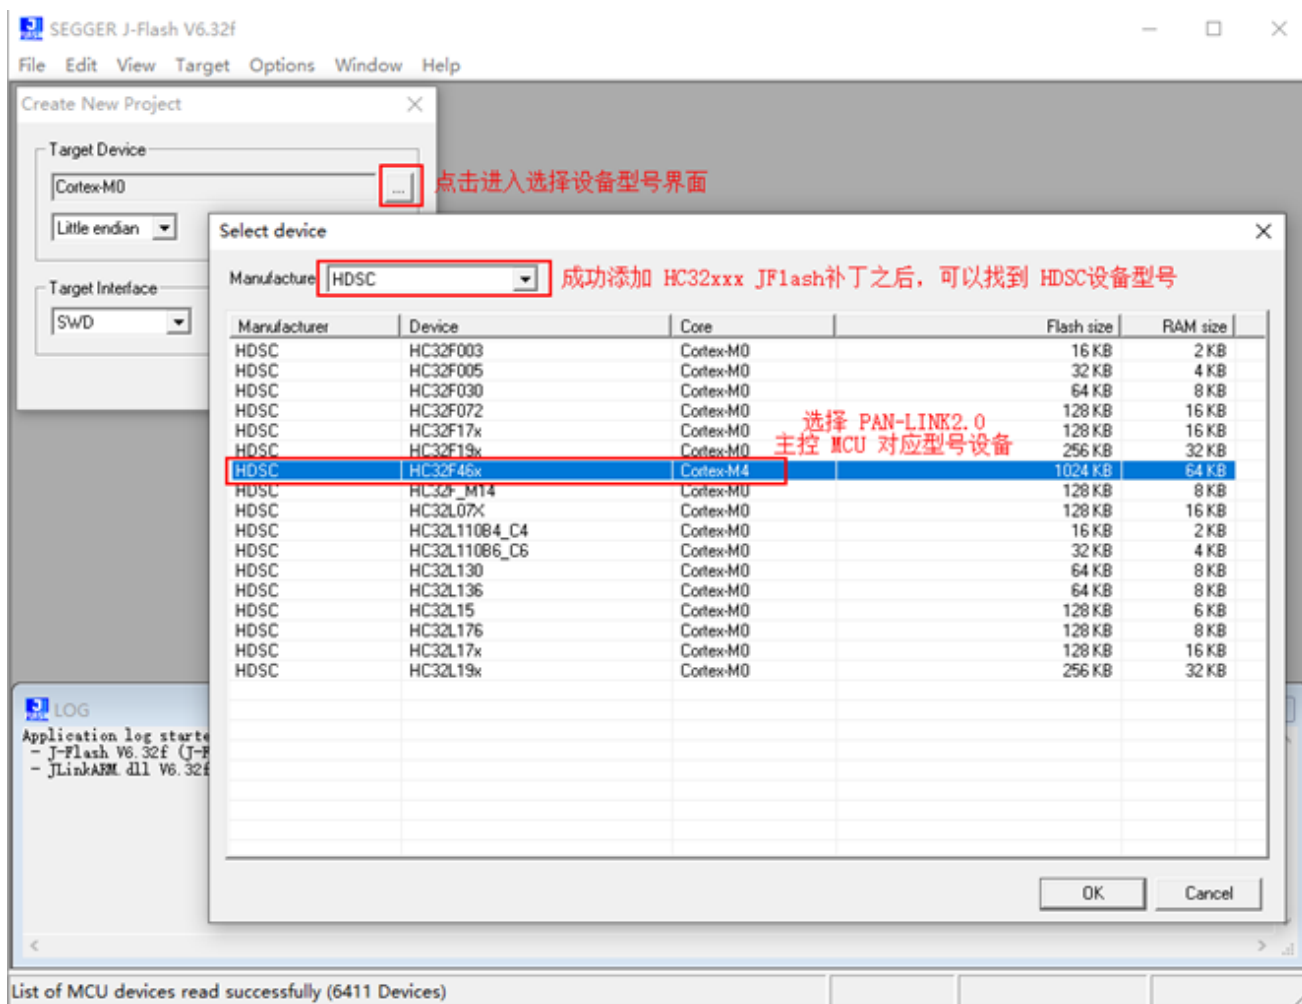 SEGGER J-Flash V6.32f
File Edit View Target Options Window Help
Create New Project
Target Device
Cortex-M0
...
点击进入选择设备型号界面
Little endian
Target Interface
SWD
Select device
Manufacture
HDSC
成功添加 HC32xxx JFlash补丁之后，可以找到 HDSC设备型号
Manufacturer Device Core Flash size RAM size
HDSC HC32F003 Cortex-M0 16 KB 2 KB
HDSC HC32F005 Cortex-M0 32 KB 4 KB
HDSC HC32F030 Cortex-M0 64 KB 8 KB
HDSC HC32F072 Cortex-M0 128 KB 16 KB
HDSC HC32F17x Cortex-M0 128 KB 16 KB
HDSC HC32F19x Cortex-M0 256 KB 32 KB
HDSC HC32F46x Cortex-M4 1024 KB 64 KB
HDSC HC32F_M14 Cortex-M0 128 KB 8 KB
HDSC HC32L07X Cortex-M0 128 KB 16 KB
HDSC HC32L110B4_C4 Cortex-M0 16 KB 2 KB
HDSC HC32L110B6_C6 Cortex-M0 32 KB 4 KB
HDSC HC32L130 Cortex-M0 64 KB 8 KB
HDSC HC32L136 Cortex-M0 64 KB 8 KB
HDSC HC32L15 Cortex-M0 128 KB 6 KB
HDSC HC32L176 Cortex-M0 128 KB 8 KB
HDSC HC32L17x Cortex-M0 128 KB 16 KB
HDSC HC32L19x Cortex-M0 256 KB 32 KB
选择 PAN-LINK2.0
主控 MCU 对应型号设备
OK Cancel
LOG
Application log starte
- J-Flash V6.32f (J-F
- JLinkARM.dll V6.32f
List of MCU devices read successfully (6411 Devices)